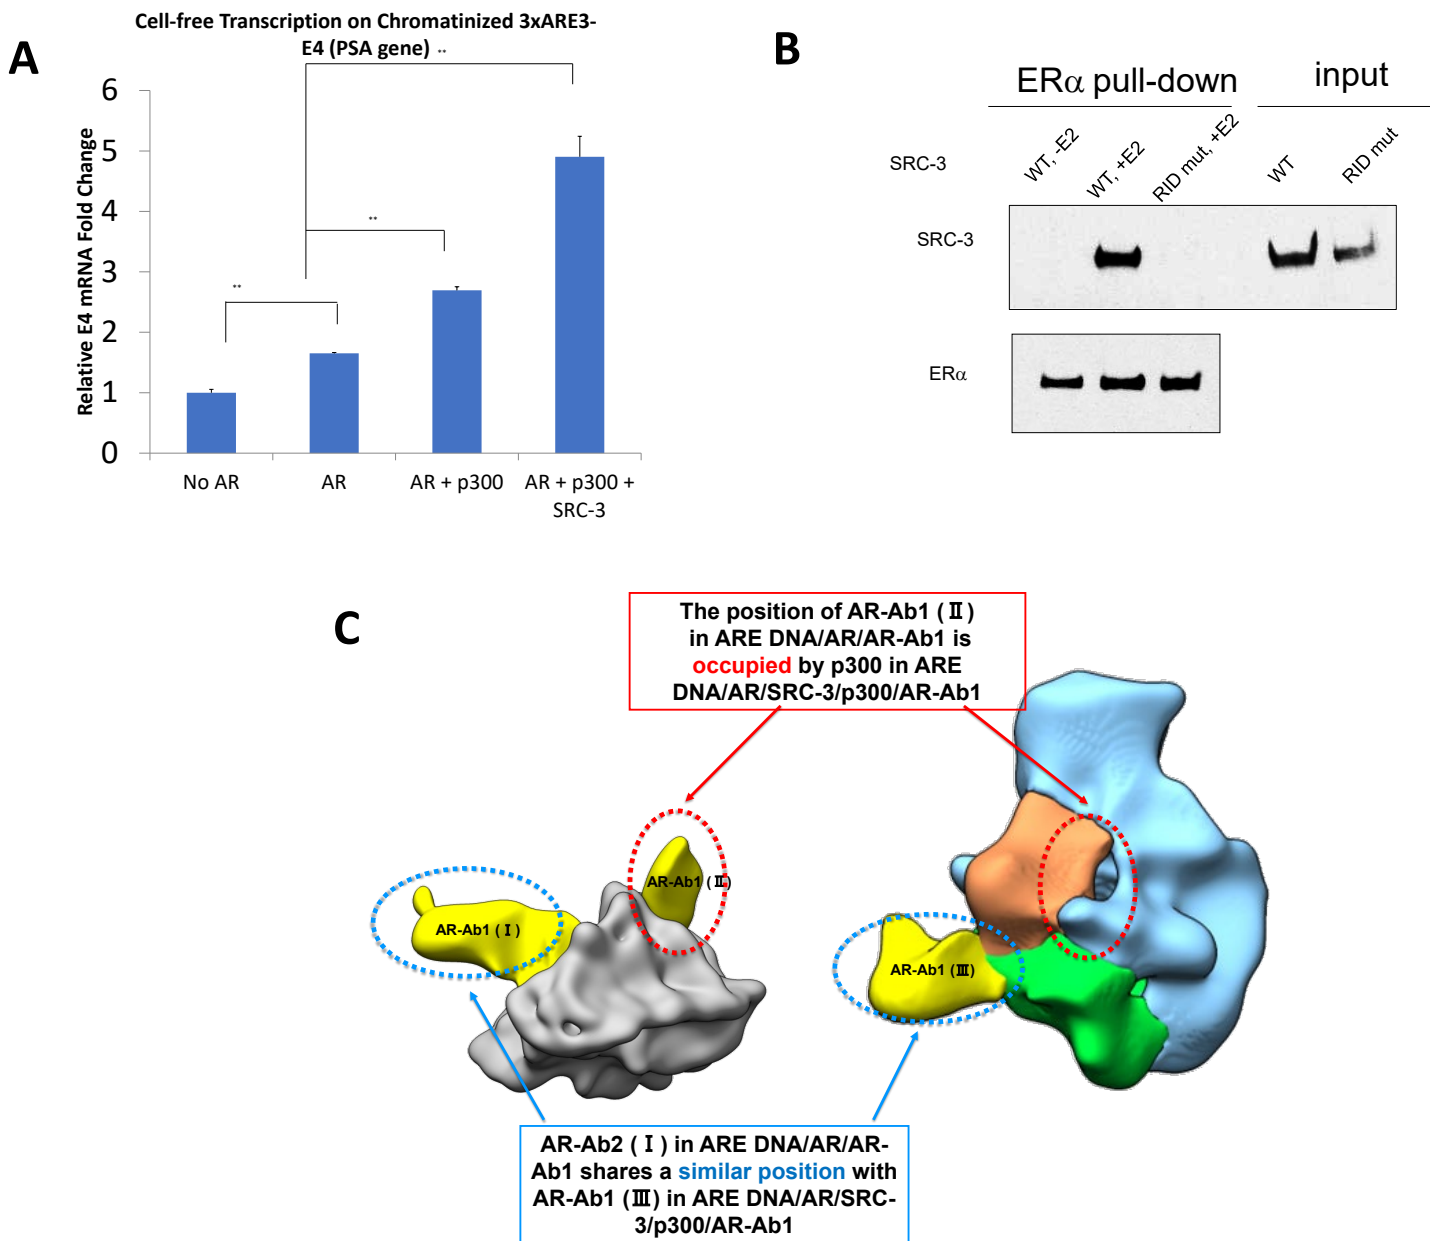 A
Cell-free Transcription on Chromatinized 3xARE3-
E4 (PSA gene)
**
Relative E4 mRNA Fold Change
6
5
4
3
2
1
0
**
**
No AR
AR
AR + p300
AR + p300 +
SRC-3
B
ERα pull-down
input
SRC-3
WT, -E2
WT, +E2
RID mut, +E2
WT
RID mut
SRC-3
ERα
C
The position of AR-Ab1 (Ⅱ)
in ARE DNA/AR/AR-Ab1 is
occupied by p300 in ARE
DNA/AR/SRC-3/p300/AR-Ab1
AR-Ab1 (Ⅰ)
AR-Ab1 (Ⅱ)
AR-Ab1 (Ⅲ)
AR-Ab2 (Ⅰ) in ARE DNA/AR/AR-
Ab1 shares a similar position with
AR-Ab1 (Ⅲ) in ARE DNA/AR/SRC-
3/p300/AR-Ab1